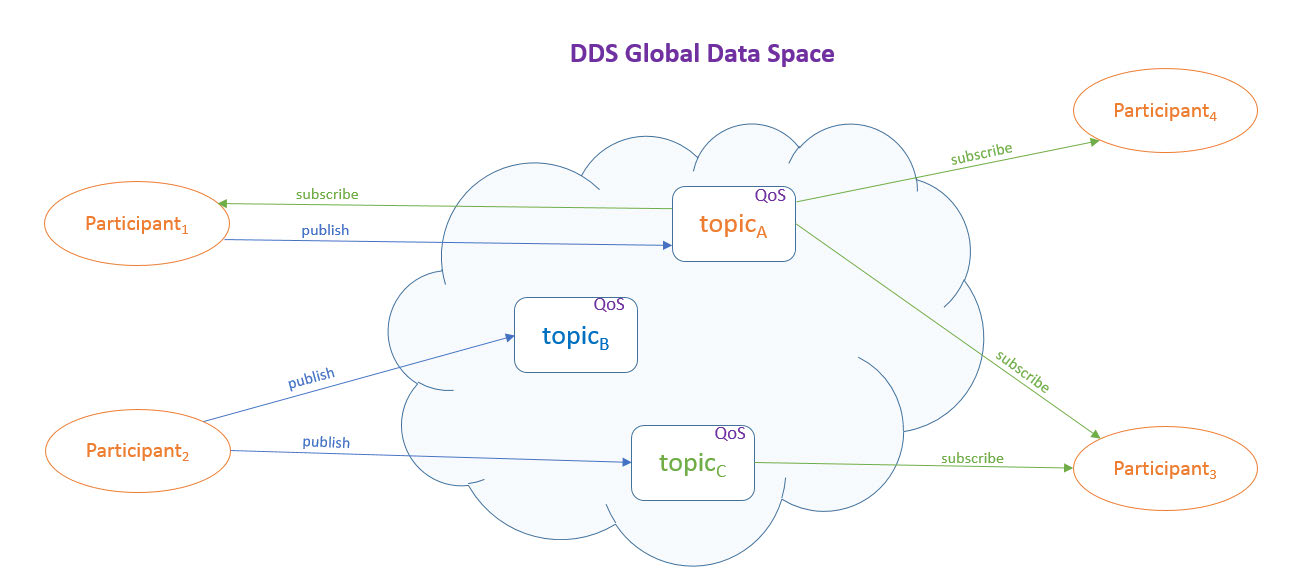 DDS Global Data Space
Participant4
subscribe
subscribe
QoS
Participant1
topicA
publish
QoS
topicB
subscribe
publish
QoS
Participant2
publish
topicC
subscribe
Participant3